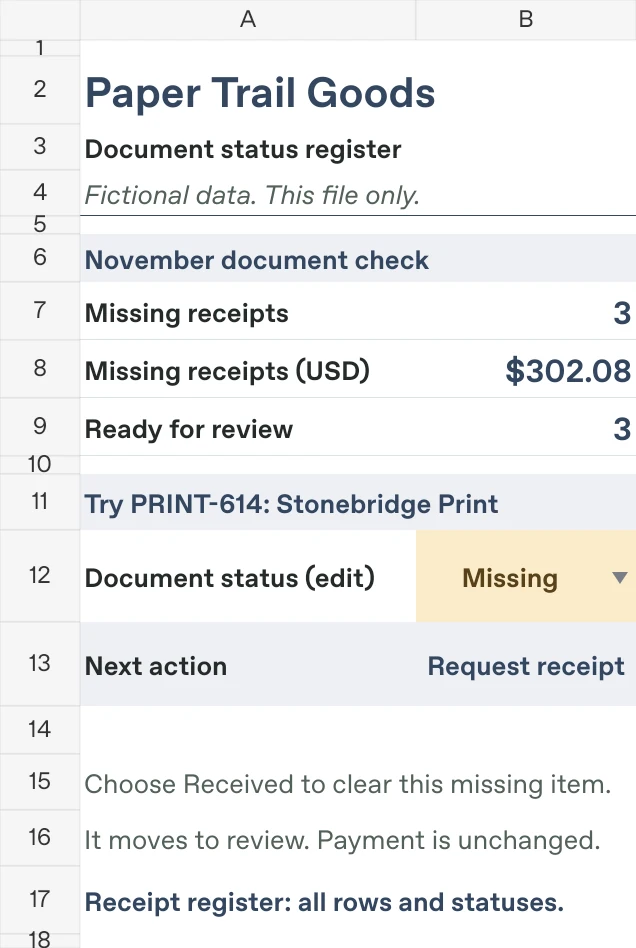 A B
1
2 Paper Trail Goods
3 Document status register
4 Fictional data. This file only.
5
6 November document check
7 Missing receipts 3
8 Missing receipts (USD) $302.08
9 Ready for review 3
10
11 Try PRINT-614: Stonebridge Print
12 Document status (edit) Missing
13 Next action Request receipt
14
15 Choose Received to clear this missing item.
16 It moves to review. Payment is unchanged.
17 Receipt register: all rows and statuses.
18